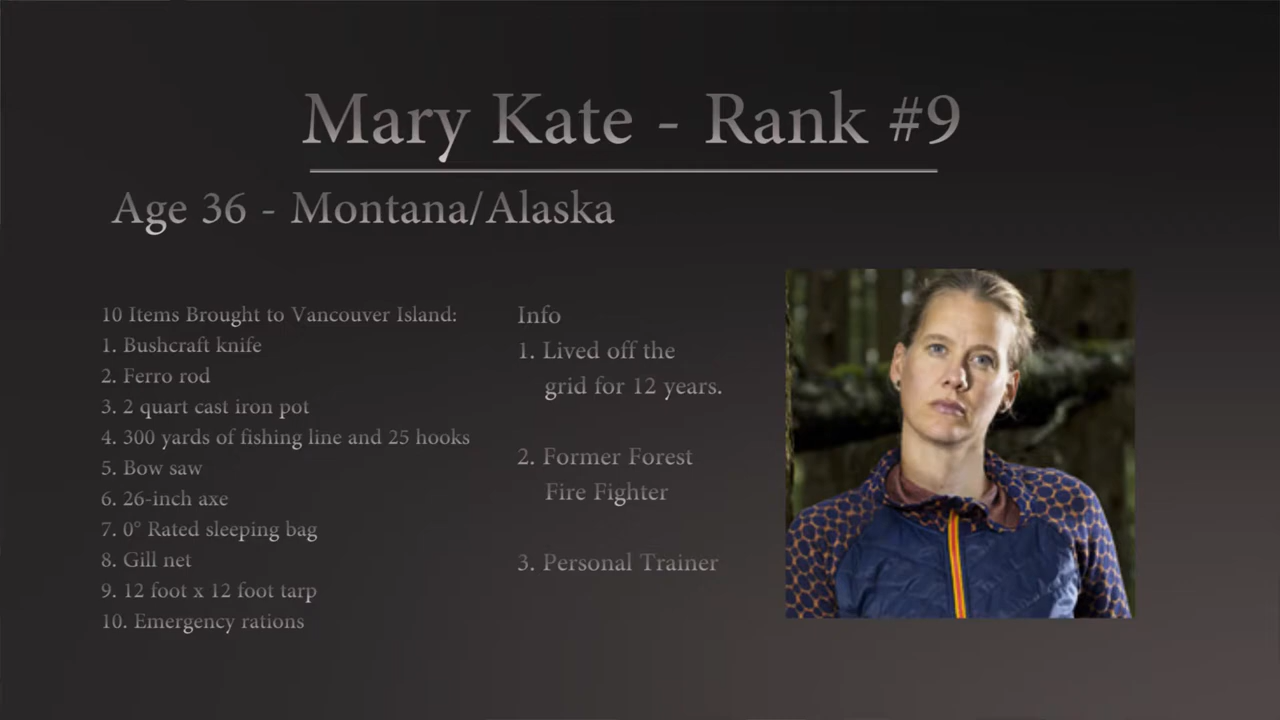 Mary Kate - Rank #9
Age 36 - Montana/Alaska
10 Items Brought to Vancouver Island:
1. Bushcraft knife
2. Ferro rod
3. 2 quart cast iron pot
4. 300 yards of fishing line and 25 hooks
5. Bow saw
6. 26-inch axe
7. 0° Rated sleeping bag
8. Gill net
9. 12 foot x 12 foot tarp
10. Emergency rations
Info
1. Lived off the
grid for 12 years.
2. Former Forest
Fire Fighter
3. Personal Trainer